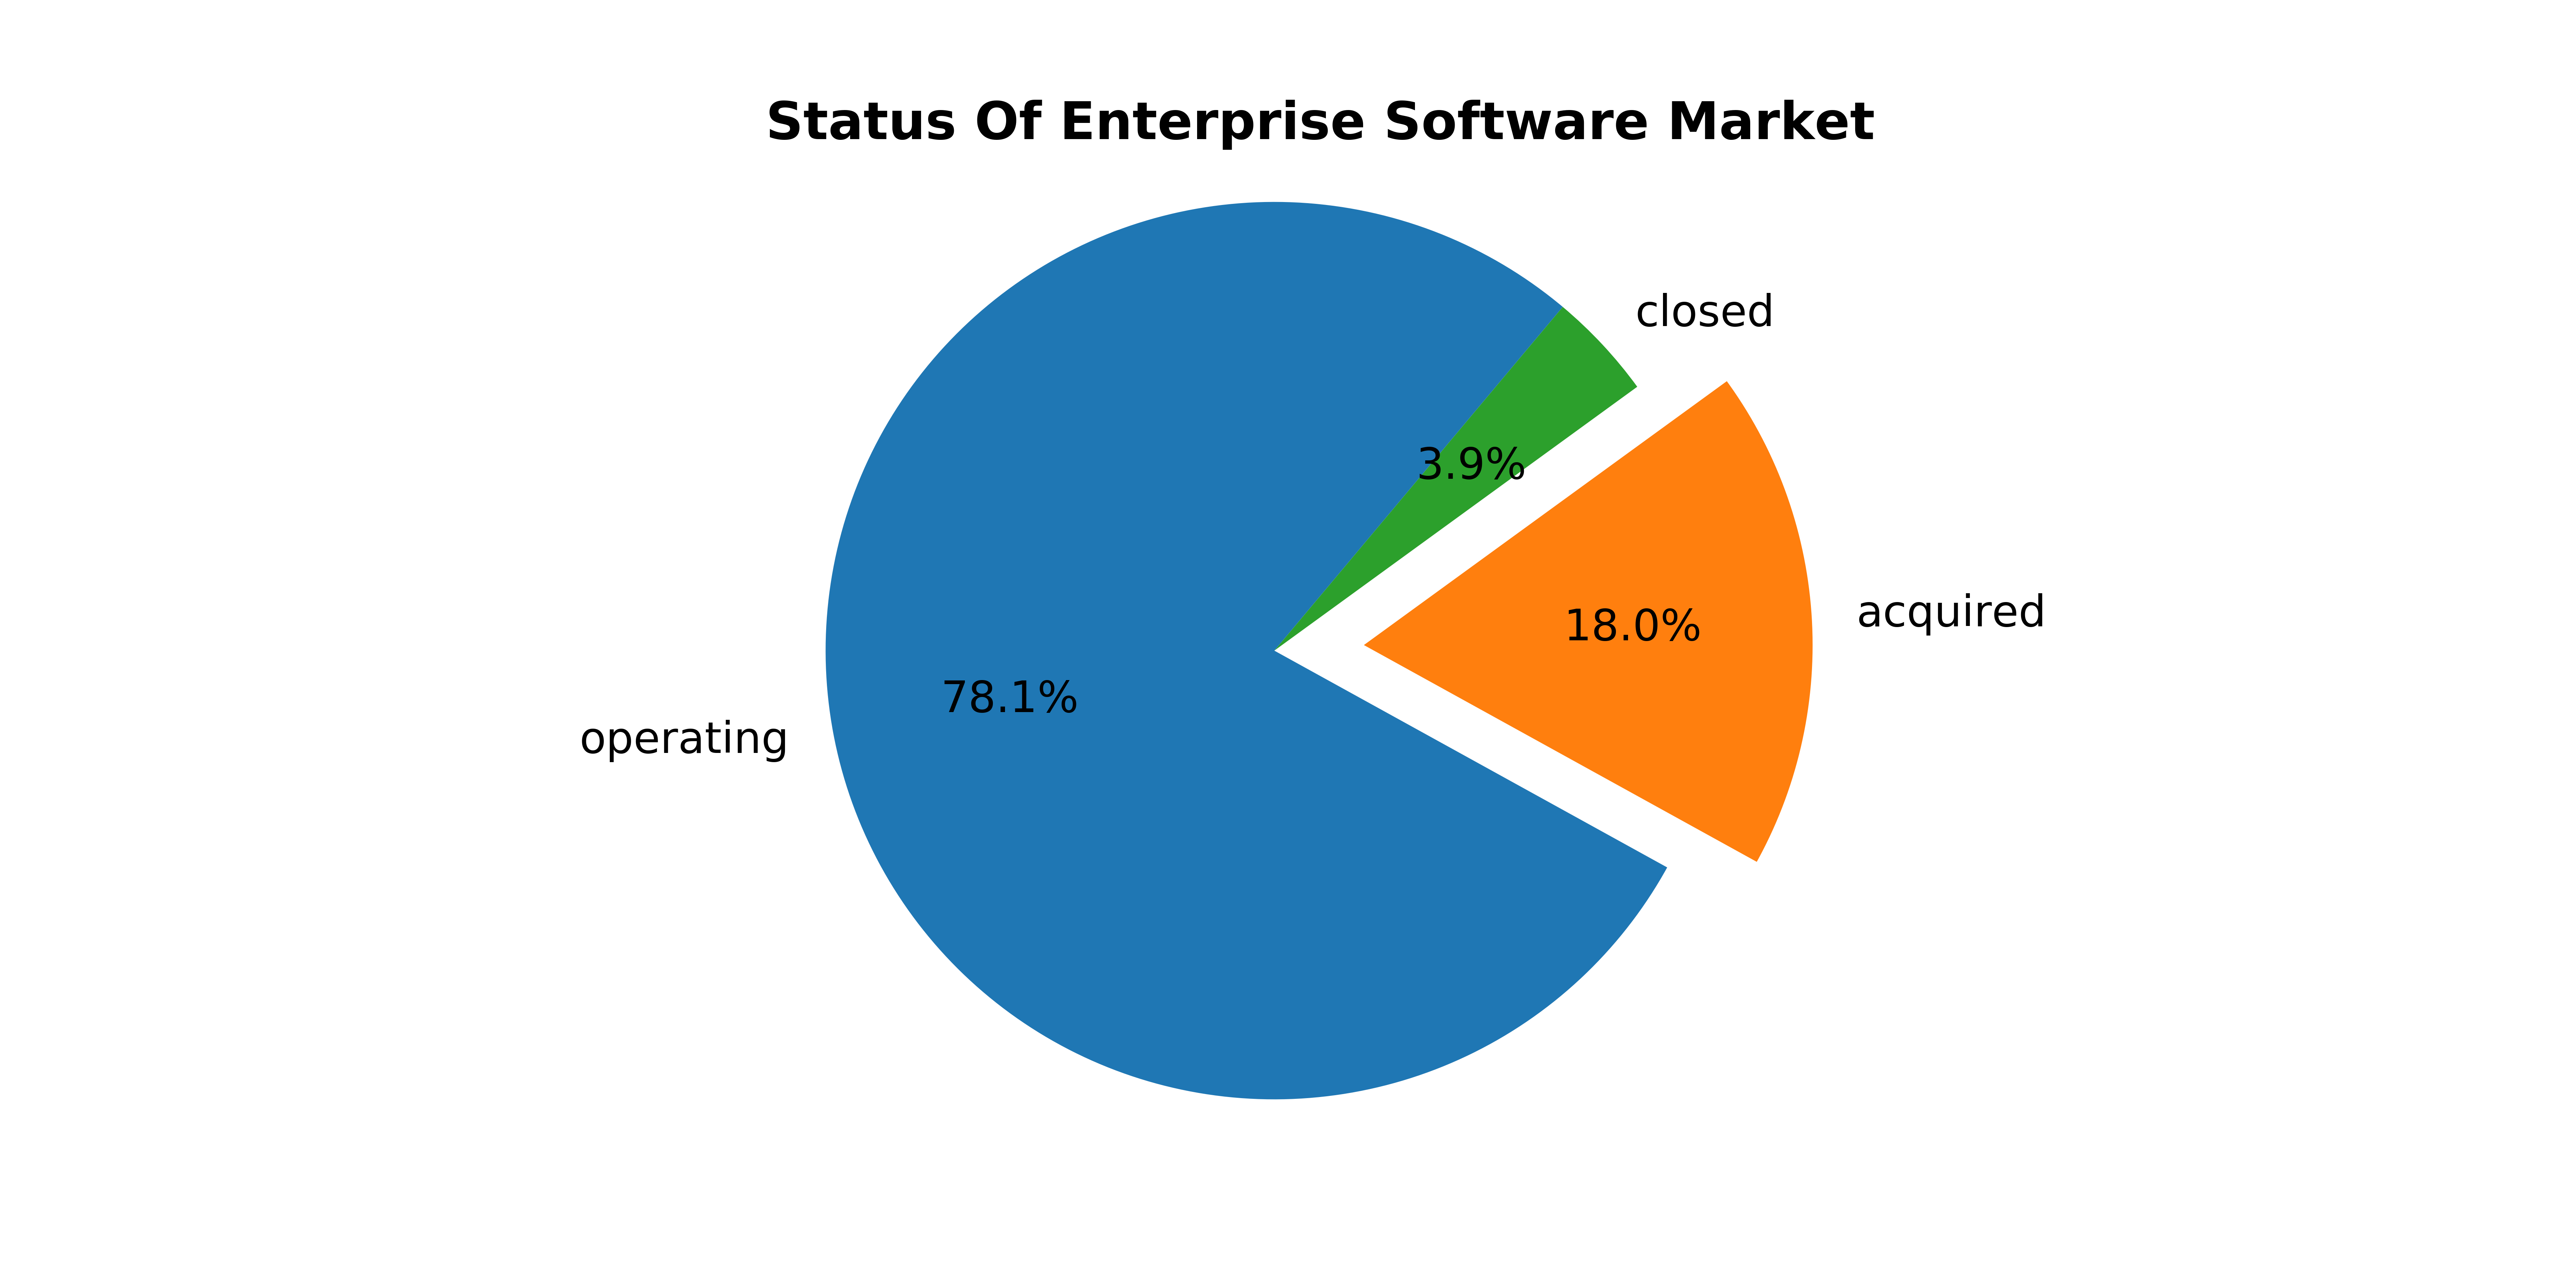 Status Of Enterprise Software Market
closed
3.9%
acquired
18.0%
78.1%
operating